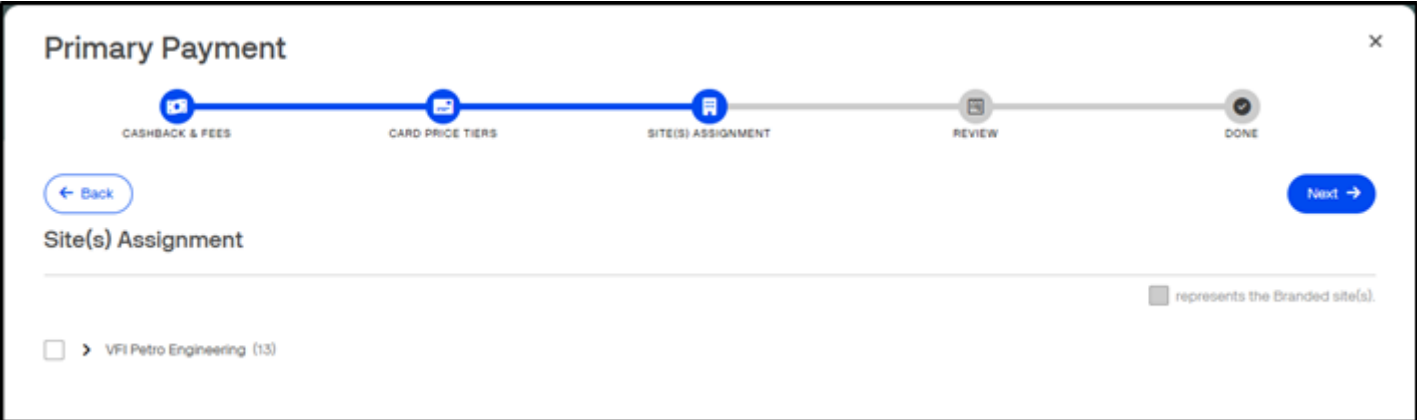 Primary Payment
CASHBACK & FEES
CARD PRICE TIERS
SITE(S) ASSIGNMENT
REVIEW
DONE
Back
Next
Site(s) Assignment
represents the Branded site(s).
VFI Petro Engineering (13)